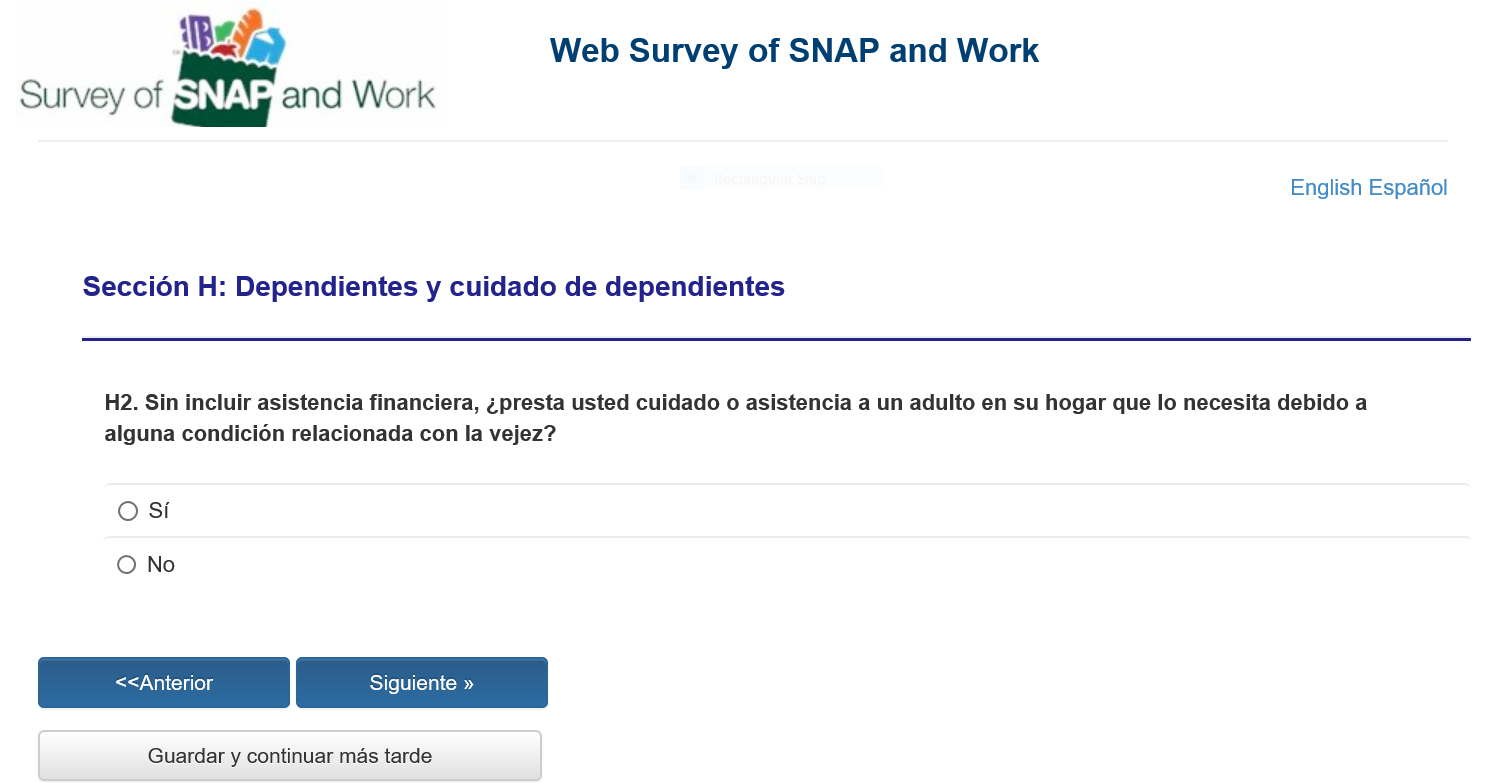 Survey of SNAP and Work
Web Survey of SNAP and Work
Rectangular Snip
English Español
Sección H: Dependientes y cuidado de dependientes
H2. Sin incluir asistencia financiera, ¿presta usted cuidado o asistencia a un adulto en su hogar que lo necesita debido a
alguna condición relacionada con la vejez?
Sí
No
<<Anterior
Siguiente »
Guardar y continuar más tarde